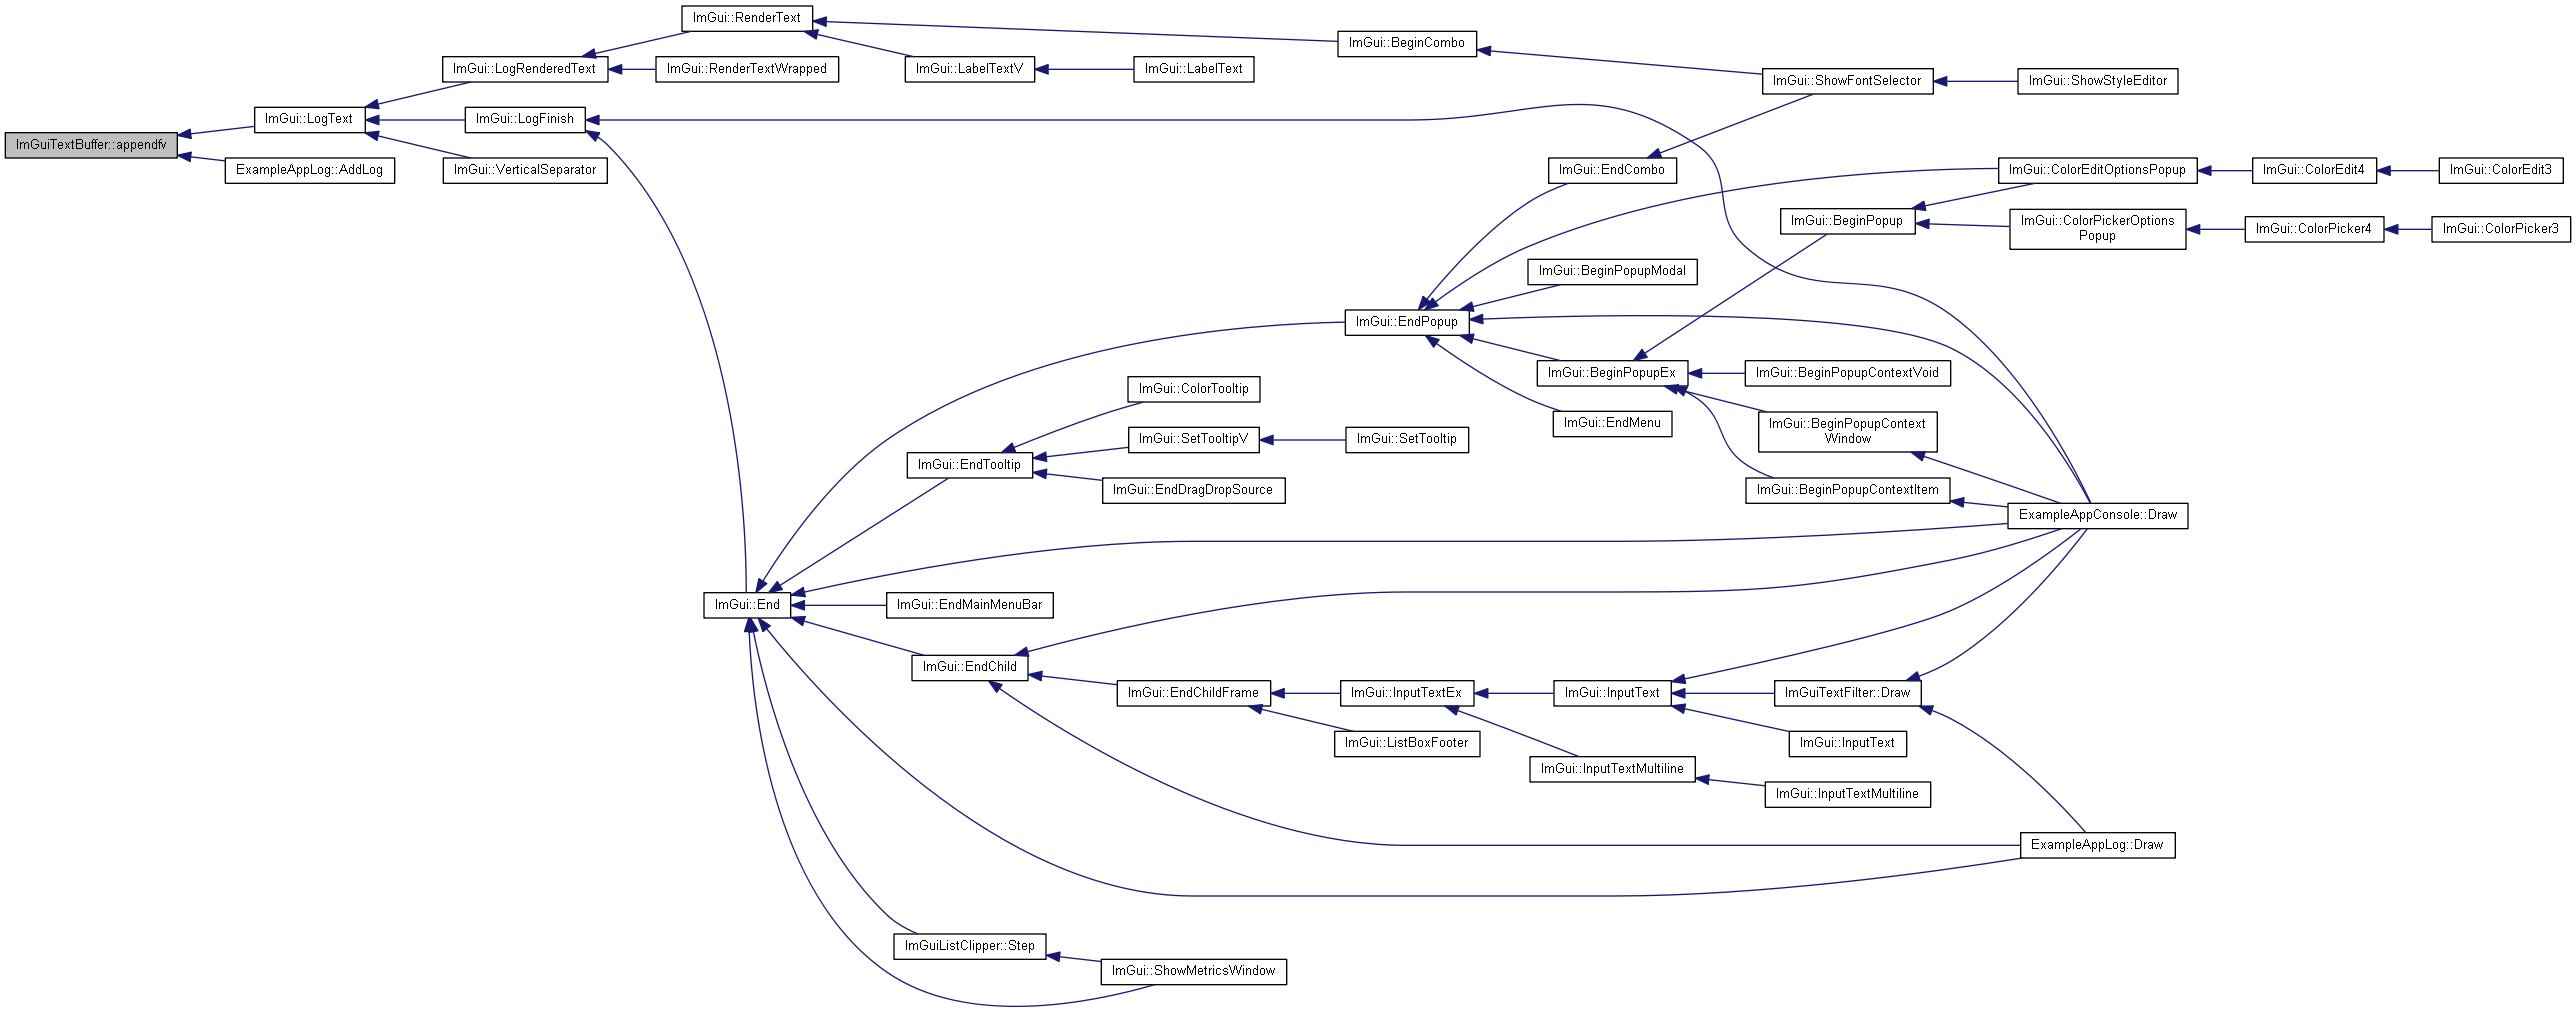 ImGui::RenderText
ImGui::BeginCombo
ImGui::LogRenderedText
ImGui::RenderTextWrapped
ImGui::LabelTextV
ImGui::LabelText
ImGui::ShowFontSelector
ImGui::ShowStyleEditor
ImGui::LogText
ImGui::LogFinish
ImGuiTextBuffer::appendfv
ExampleAppLog::AddLog
ImGui::VerticalSeparator
ImGui::EndCombo
ImGui::ColorEditOptionsPopup
ImGui::ColorEdit4
ImGui::ColorEdit3
ImGui::BeginPopup
ImGui::ColorPickerOptions
Popup
ImGui::ColorPicker4
ImGui::ColorPicker3
ImGui::BeginPopupModal
ImGui::EndPopup
ImGui::BeginPopupEx
ImGui::BeginPopupContextVoid
ImGui::ColorTooltip
ImGui::EndMenu
ImGui::BeginPopupContext
Window
ImGui::SetTooltipV
ImGui::SetTooltip
ImGui::EndTooltip
ImGui::EndDragDropSource
ImGui::BeginPopupContextItem
ExampleAppConsole::Draw
ImGui::End
ImGui::EndMainMenuBar
ImGui::EndChild
ImGui::EndChildFrame
ImGui::InputTextEx
ImGui::InputText
ImGuiTextFilter::Draw
ImGui::ListBoxFooter
ImGui::InputText
ImGui::InputTextMultiline
ImGui::InputTextMultiline
ExampleAppLog::Draw
ImGuiListClipper::Step
ImGui::ShowMetricsWindow